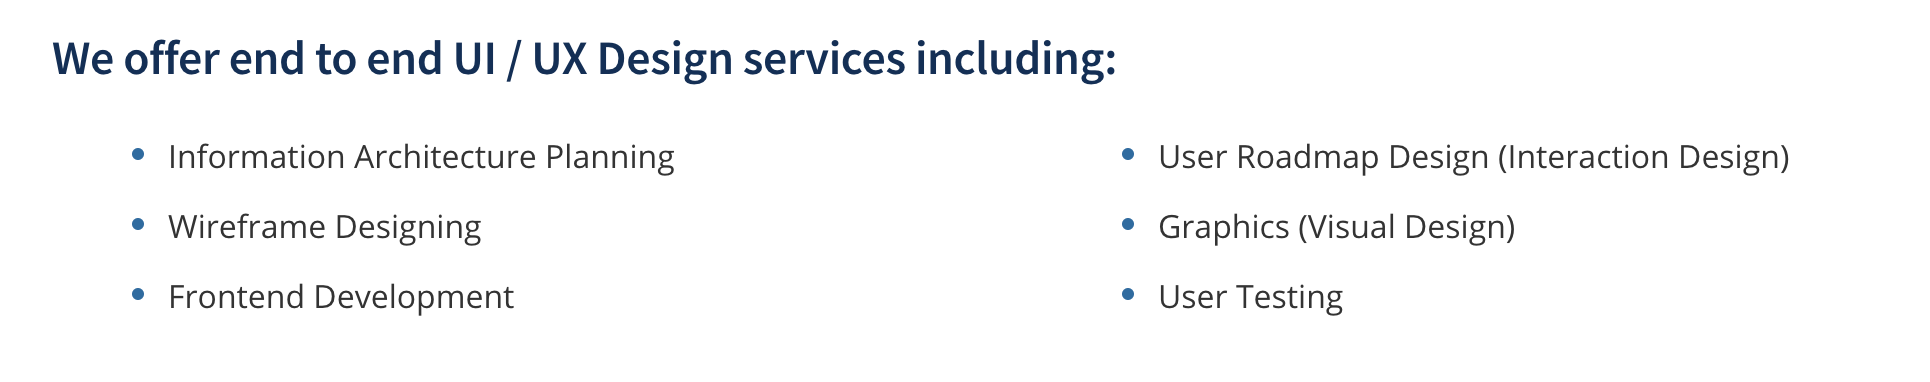 We offer end to end UI / UX Design services including:
• Information Architecture Planning
• Wireframe Designing
• Frontend Development
• User Roadmap Design (Interaction Design)
• Graphics (Visual Design)
• User Testing